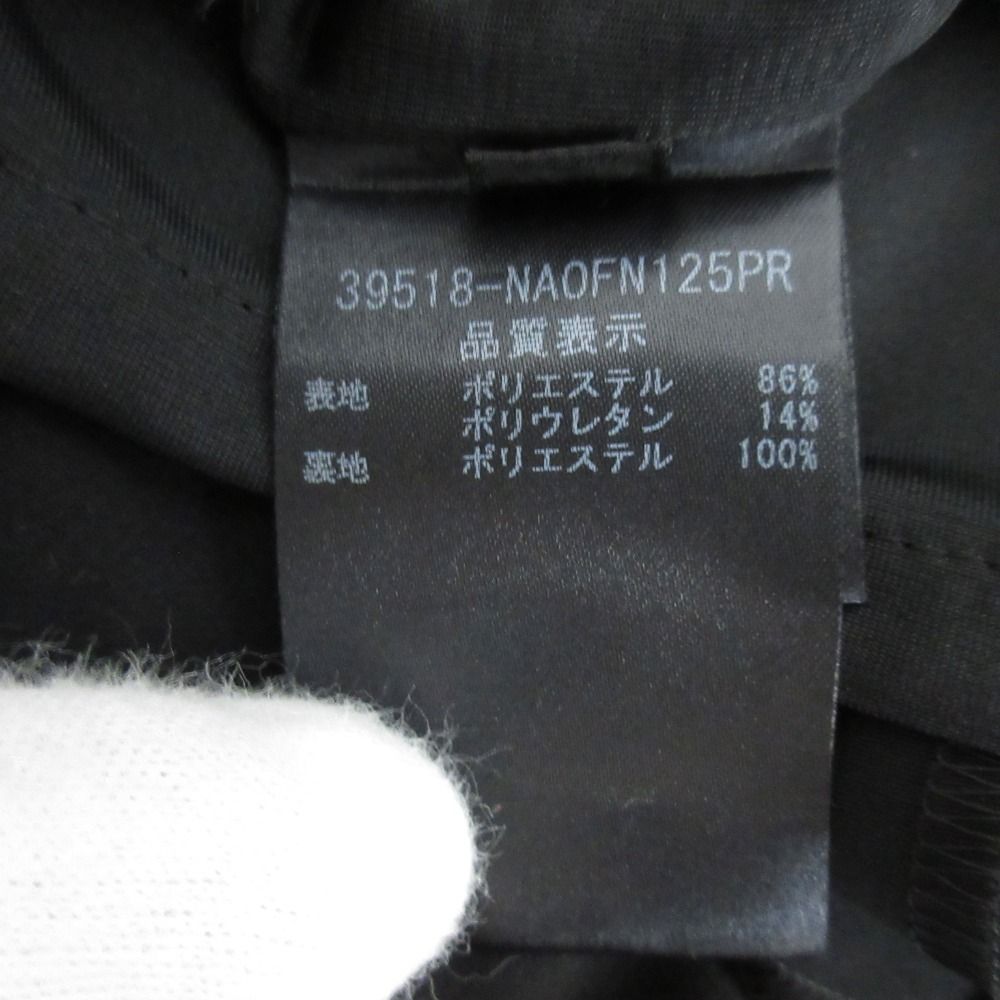 39518-NAOFN125PR
品質表示
表地 ポリエステル 86%
ポリウレタン 14%
裏地 ポリエステル 100%